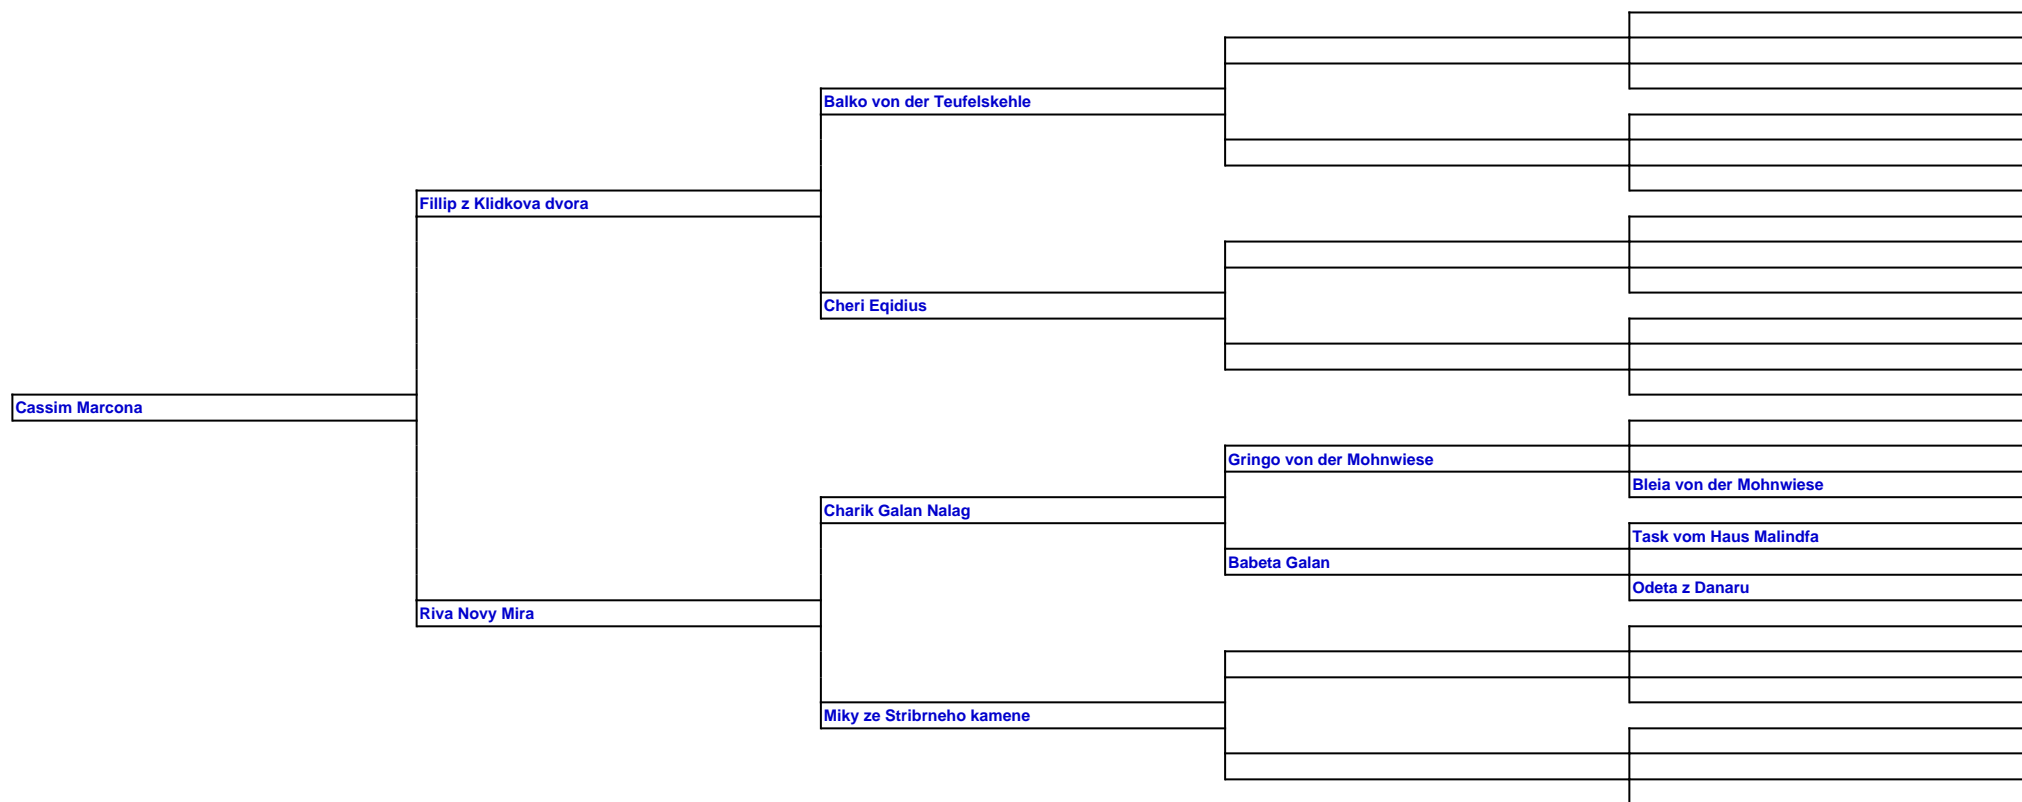 Balko von der Teufelskehle
Fillip z Klidkova dvora
Cheri Eqidius
Cassim Marcona
Gringo von der Mohnwiese
Bleia von der Mohnwiese
Charik Galan Nalag
Task vom Haus Malindfa
Babeta Galan
Odeta z Danaru
Riva Novy Mira
Miky ze Stribrneho kamene